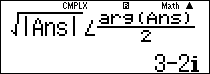 CMPLX R Math ▲
√|Ans| ∠ arg(Ans)/2
3-2i